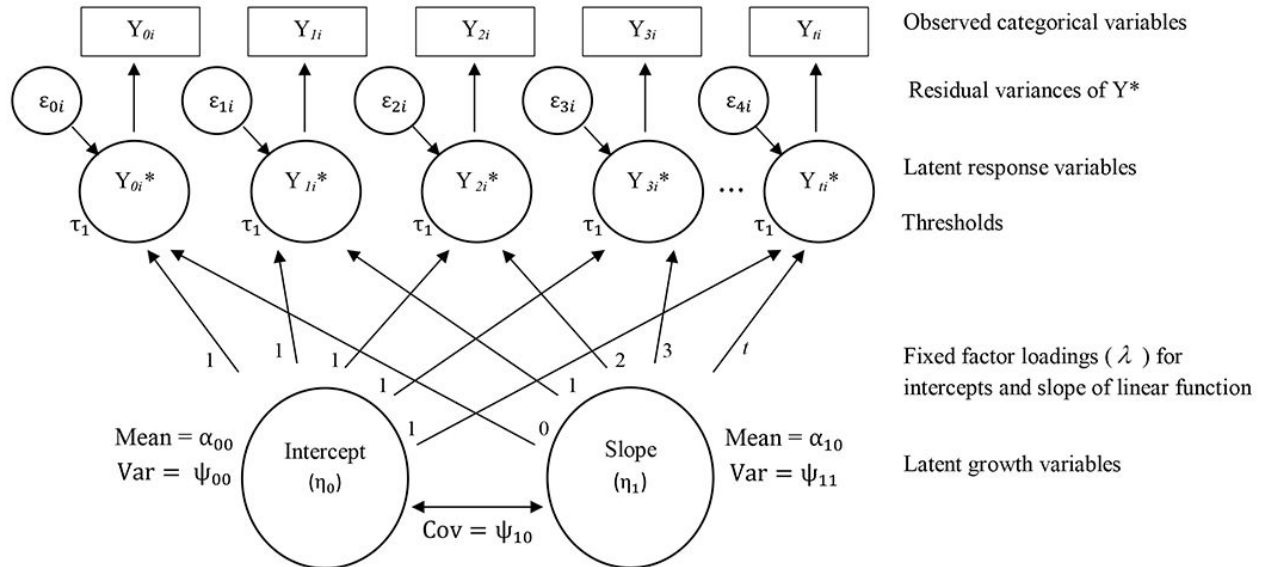 Y0i Y1i Y2i Y3i Yti Observed categorical variables
ε0i ε1i ε2i ε3i ε4i Residual variances of Y*
Y0i* Y1i* Y2i* Y3i* ... Yti* Latent response variables
τ1 τ1 τ1 τ1 τ1 Thresholds
1 1 1 2 3 t Fixed factor loadings ( λ ) for
1 1 intercepts and slope of linear function
1 0
Mean = α00 Intercept Slope Mean = α10
Var = ψ00 (η0) (η1) Var = ψ11 Latent growth variables
Cov = ψ10